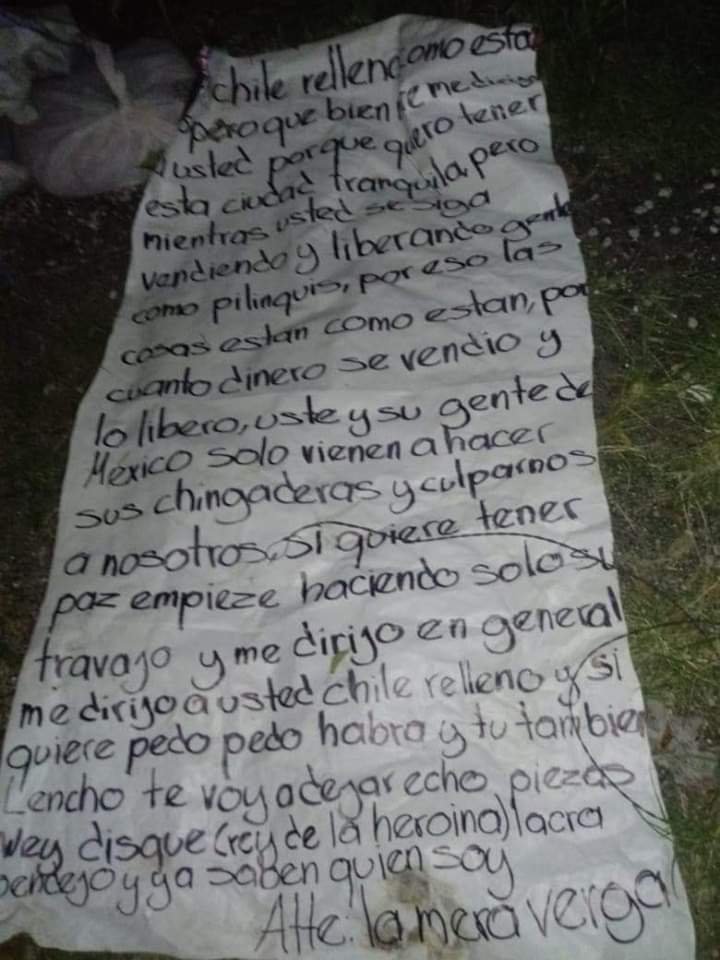 chile relleno como esta
pero que bien le me dirigo
a usted porque quero tener
esta ciudad tranquila, pero
mientras usted se siga
vendiendo y liberando gente
como pilinquis, por eso las
cosas estan como estan, por
cuanto dinero se vendio y
lo libero, uste y su gente de
Mexico solo vienen a hacer
sus chingaderas y culparnos
a nosotros, si quiere tener
paz empieze haciendo solo su
travajo y me dirijo en general
me dirijo a usted chile relleno y si
quiere pedo pedo habra y tu tambien
Lencho te voy a dejar echo piezas
wey disque (rey de la heroina) lacra
pendejo y ya saben quien soy
Atte: la mera verga